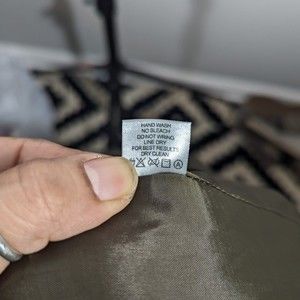 HAND WASH
NO BLEACH
DO NOT WRING
LINE DRY
FOR BEST RESULTS
DRY CLEAN